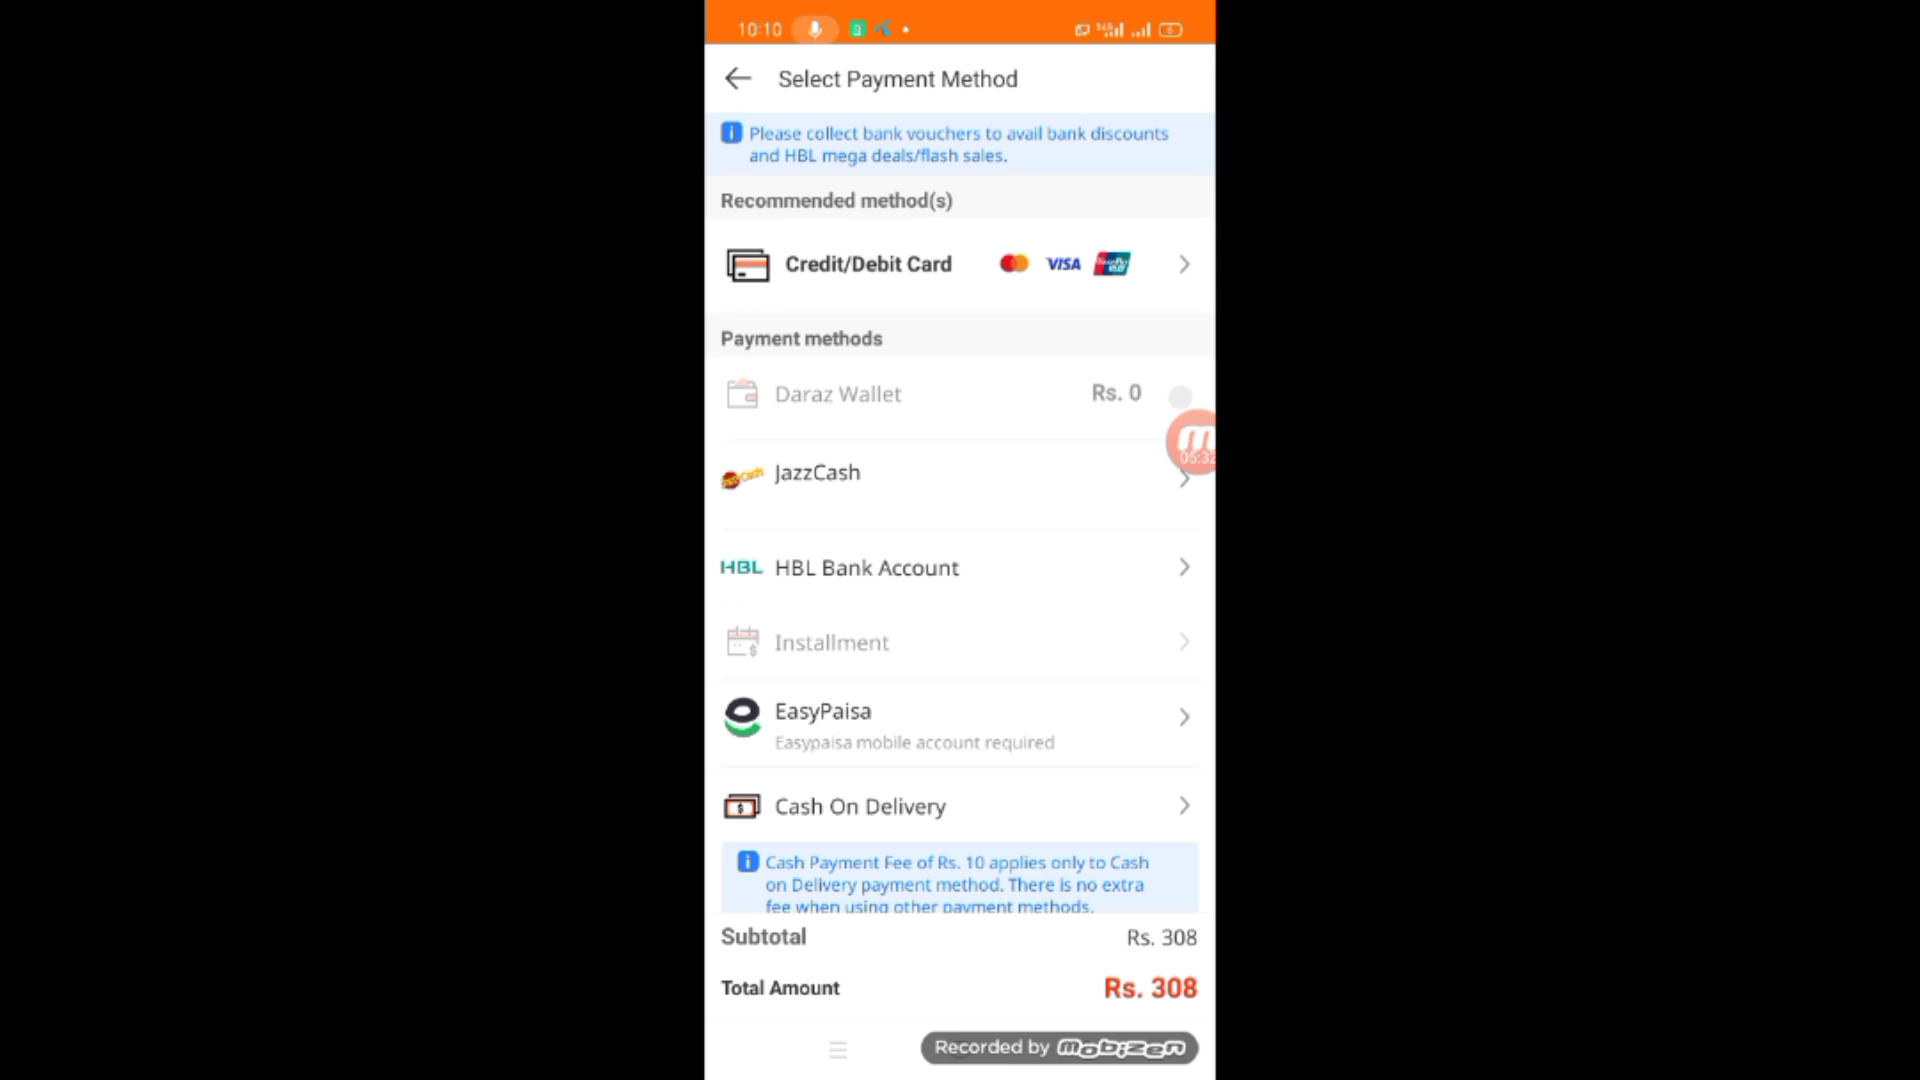 10:10
Select Payment Method
Please collect bank vouchers to avail bank discounts
and HBL mega deals/flash sales.
Recommended method(s)
Credit/Debit Card VISA
Payment methods
Daraz Wallet Rs. 0
05:32
JazzCash
HBL HBL Bank Account
Installment
EasyPaisa
Easypaisa mobile account required
Cash On Delivery
Cash Payment Fee of Rs. 10 applies only to Cash
on Delivery payment method. There is no extra
fee when using other payment methods.
Subtotal Rs. 308
Total Amount Rs. 308
Recorded by mobizen